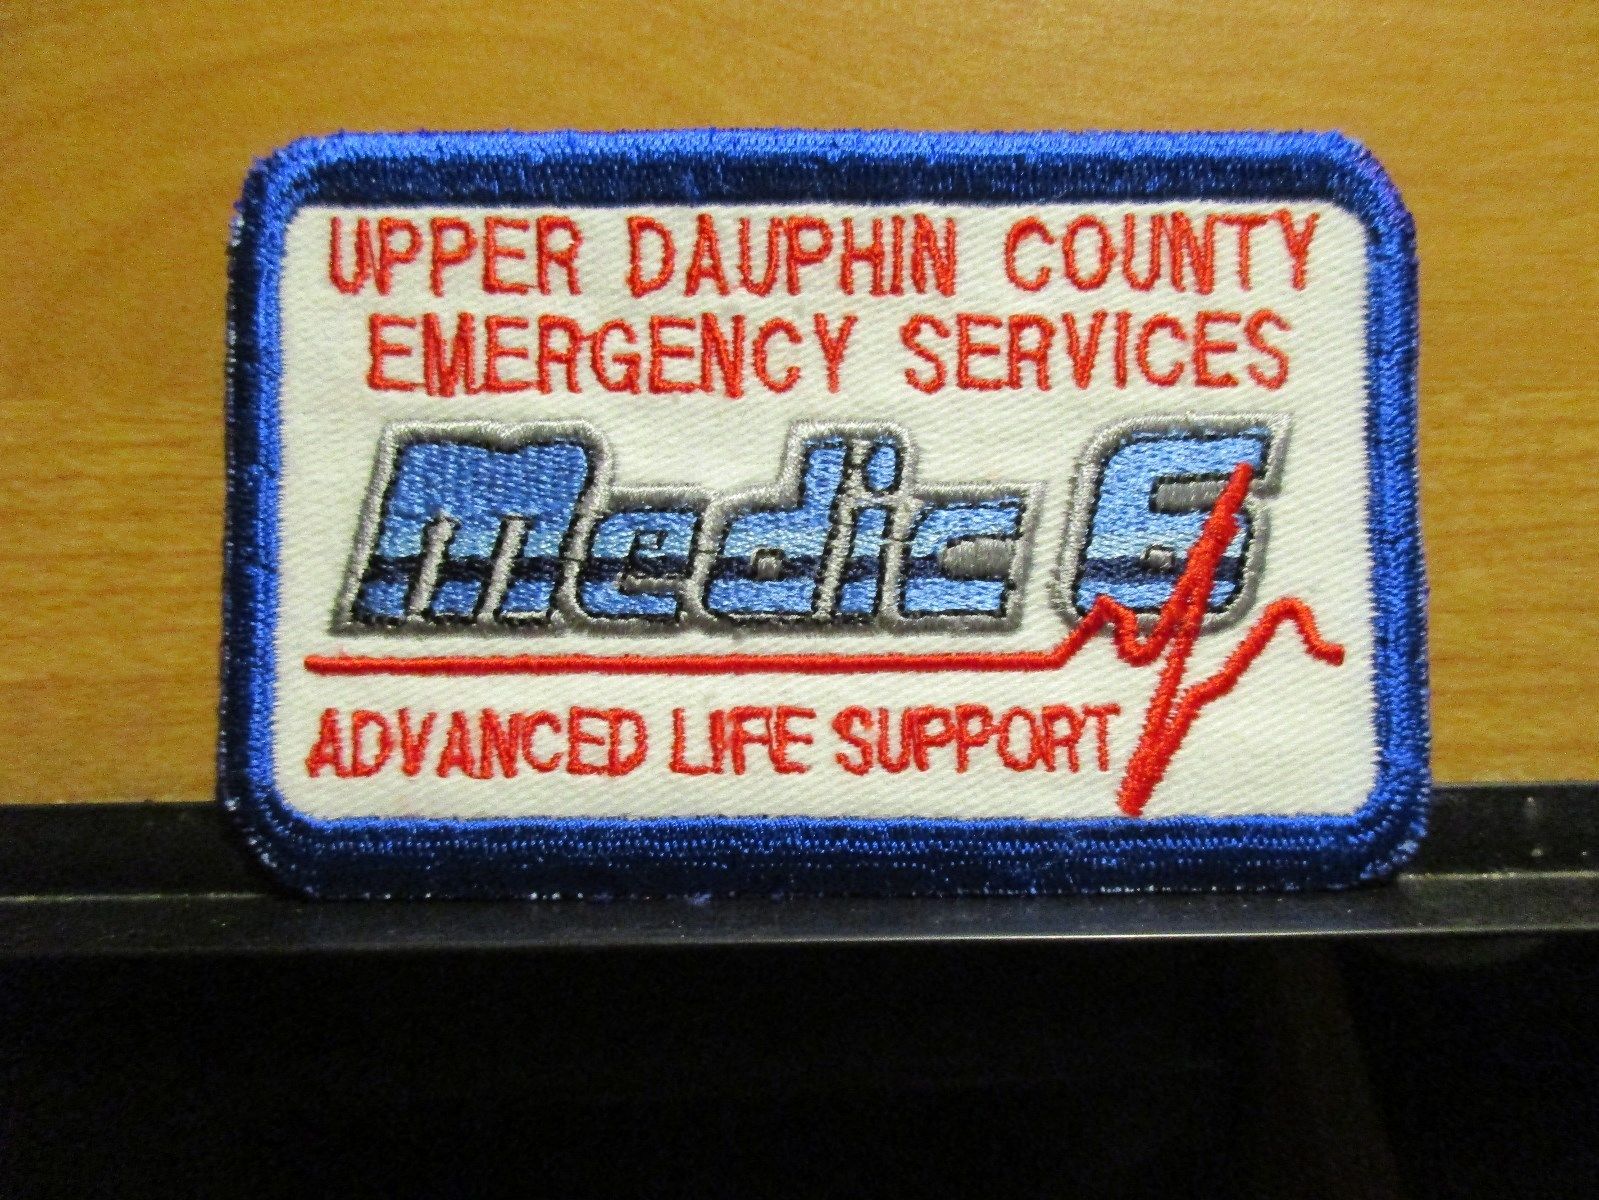 UPPER DAUPHIN COUNTY
EMERGENCY SERVICES
Medic 6
ADVANCED LIFE SUPPORT